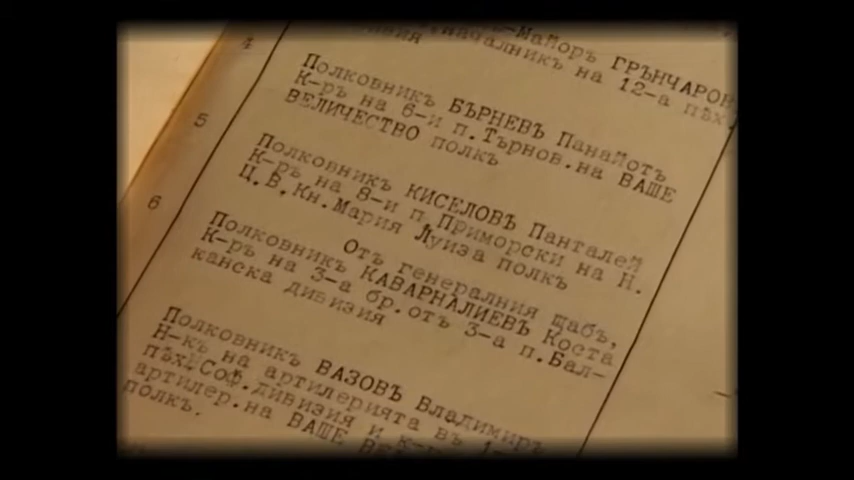 -Майоръ ГРЪНЧАРОВ
4
началникъ на 12-а пѣх.
Полковникъ БЪРНЕВЪ Панайотъ
К-ръ на 6-и п.Търнов.на ВАШЕ
ВЕЛИЧЕСТВО полкъ
5
Полковникъ КИСЕЛОВЪ Панталей
К-ръ на 8-и п.Приморски на Н.
Ц.В.Кн.Мария Луиза полкъ
6
Отъ генералния щабъ,
Полковникъ КАВАРНАЛИЕВЪ Коста
К-ръ на 3-а бр.отъ 3-а п.Бал-
канска дивизия
Полковникъ ВАЗОВЪ Владимиръ
Н-къ на артилерията въ 1-
пѣх.Соф.дивизия и к-ръ
артилер.на ВАШЕ
полкъ.